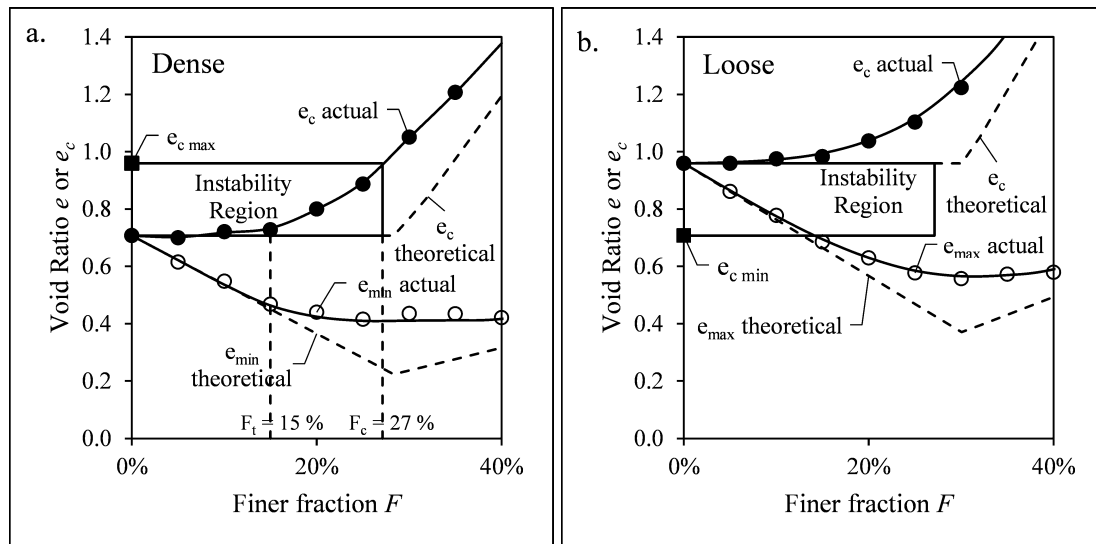 a.
Dense
Void Ratio e or e_c
1.4
1.2
1.0
0.8
0.6
0.4
0.2
0.0
e_c actual
e_c max
Instability
Region
e_c
theoretical
e_min actual
e_min
theoretical
F_t = 15 %
F_c = 27 %
0%
20%
40%
Finer fraction F
b.
Loose
Void Ratio e or e_c
1.4
1.2
1.0
0.8
0.6
0.4
0.2
0.0
e_c actual
Instability
Region
e_c
theoretical
e_c min
e_max actual
e_max theoretical
0%
20%
40%
Finer fraction F